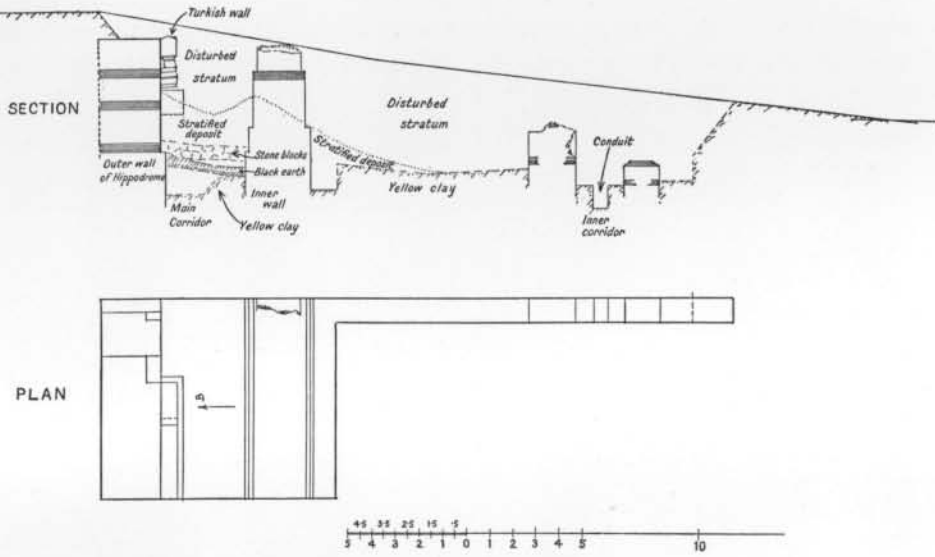 Turkish wall
SECTION
Disturbed
stratum
Disturbed
stratum
Stratified
deposit
Stratified deposit
Stone blocks
Black earth
Conduit
Outer wall
of Hippodrome
Inner
wall
Yellow clay
Main
Corridor
Yellow clay
Inner
corridor
PLAN
B
4·5 3·5 2·5 1·5 ·5
5 4 3 2 1 0 1 2 3 4 5 10